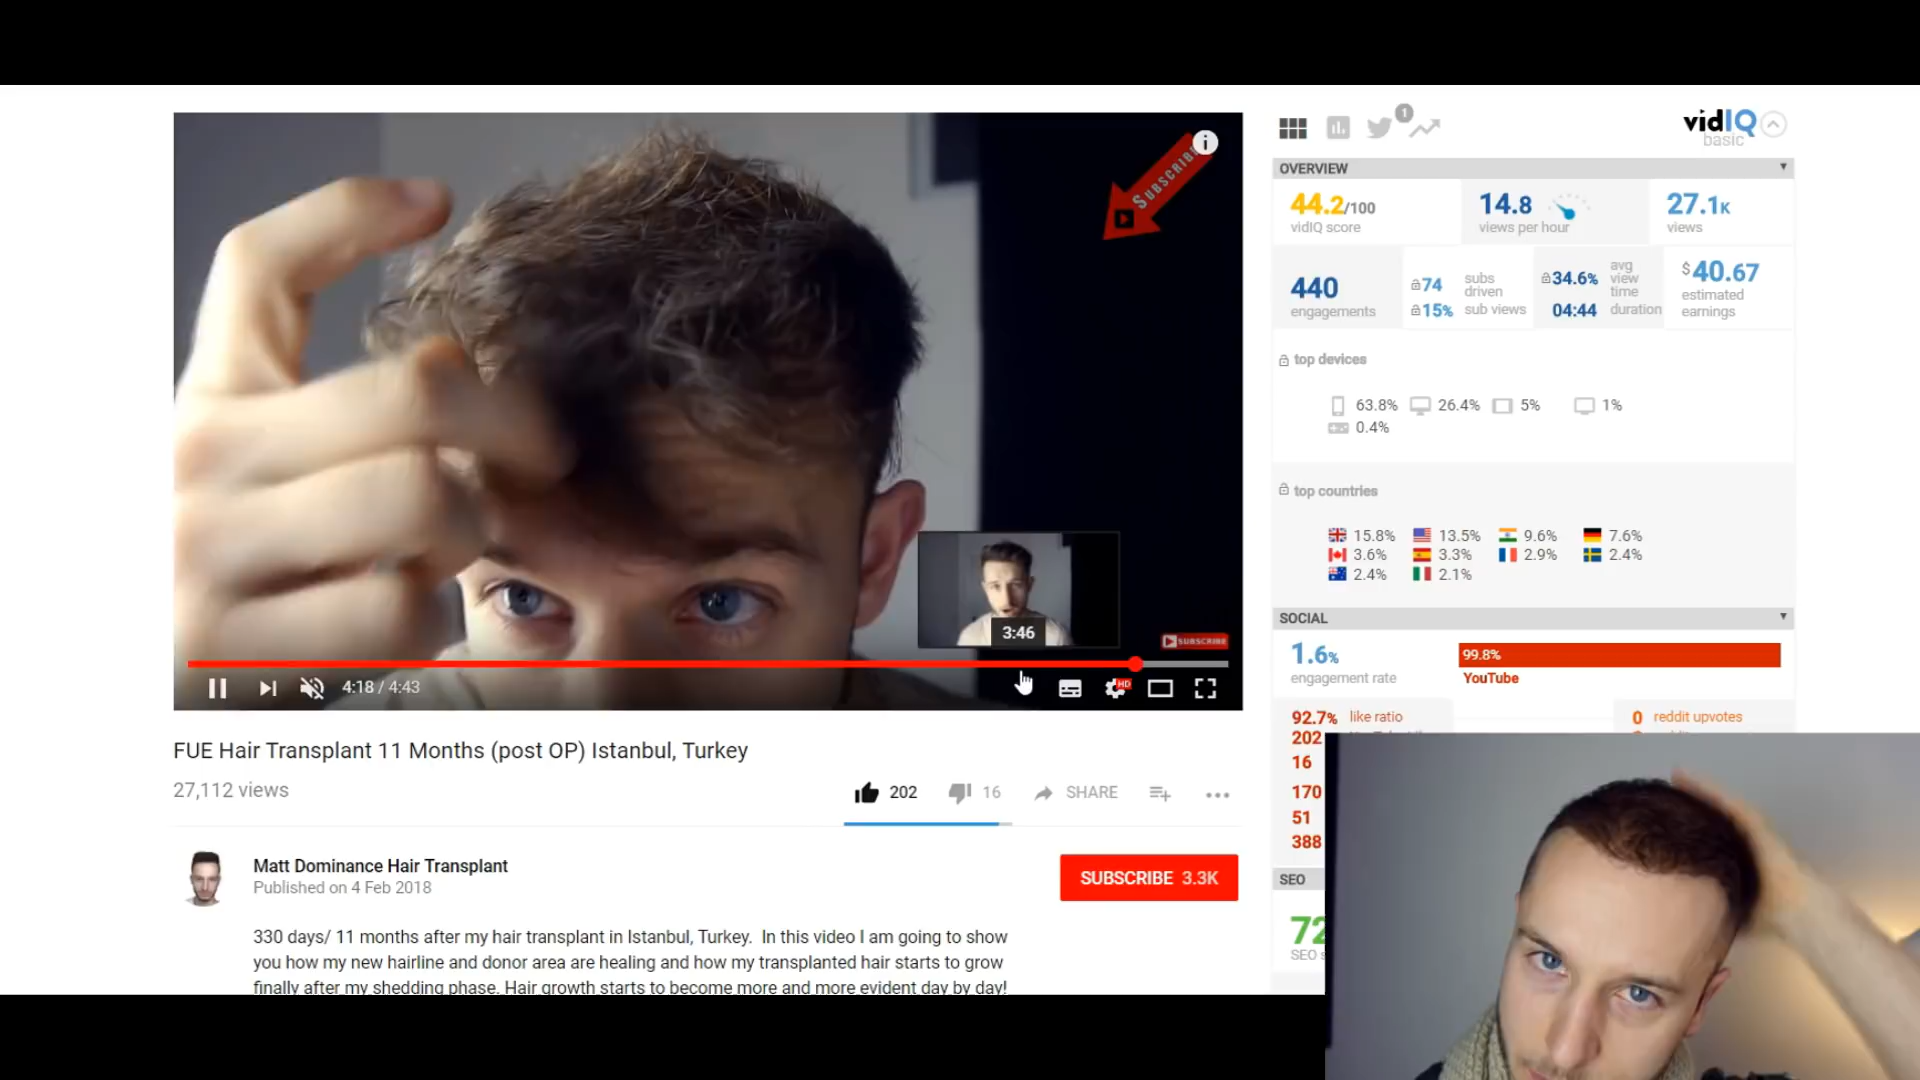 SUBSCRIBE
i
3:46
SUBSCRIBE
4:18 / 4:43
HD
FUE Hair Transplant 11 Months (post OP) Istanbul, Turkey
27,112 views
202
16
SHARE
Matt Dominance Hair Transplant
Published on 4 Feb 2018
SUBSCRIBE 3.3K
330 days/ 11 months after my hair transplant in Istanbul, Turkey. In this video I am going to show
you how my new hairline and donor area are healing and how my transplanted hair starts to grow
finally after my shedding phase. Hair growth starts to become more and more evident day by day!
1
vidIQ
basic
OVERVIEW
44.2/100
vidIQ score
14.8
views per hour
27.1K
views
440
engagements
74 subs driven
15% sub views
34.6% avg view time
04:44 duration
$40.67
estimated
earnings
top devices
63.8% 26.4% 5% 1%
0.4%
top countries
15.8% 13.5% 9.6% 7.6%
3.6% 3.3% 2.9% 2.4%
2.4% 2.1%
SOCIAL
1.6%
engagement rate
99.8%
YouTube
92.7% like ratio
0 reddit upvotes
202
16
170
51
388
SEO
72
SEO